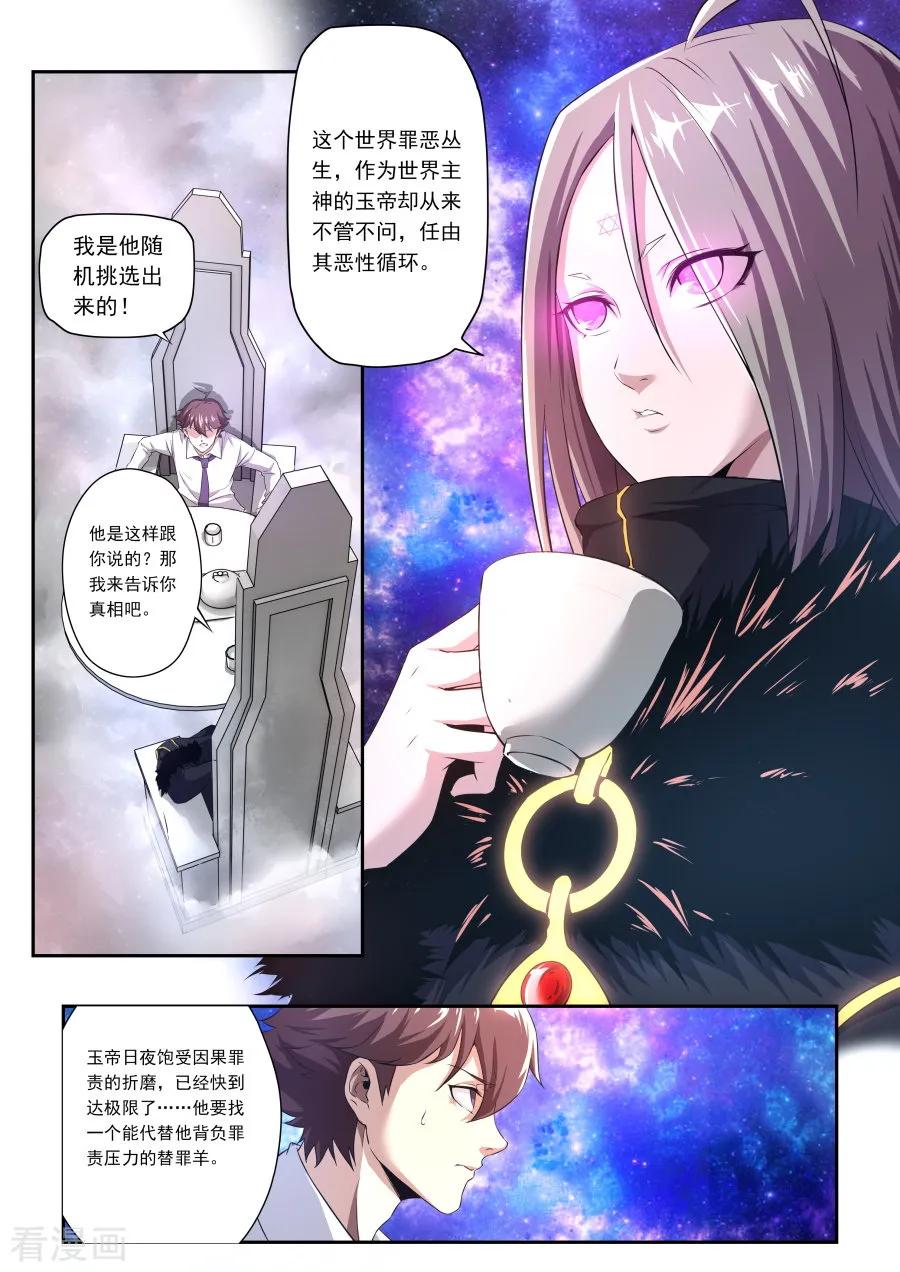 我是他随
机挑选出
来的！
他是这样跟
你说的？那
我来告诉你
真相吧。
这个世界罪恶丛
生，作为世界主
神的玉帝却从来
不管不问，任由
其恶性循环。
玉帝日夜饱受因果罪
责的折磨，已经快到
达极限了……他要找
一个能代替他背负罪
责压力的替罪羊。
看漫画